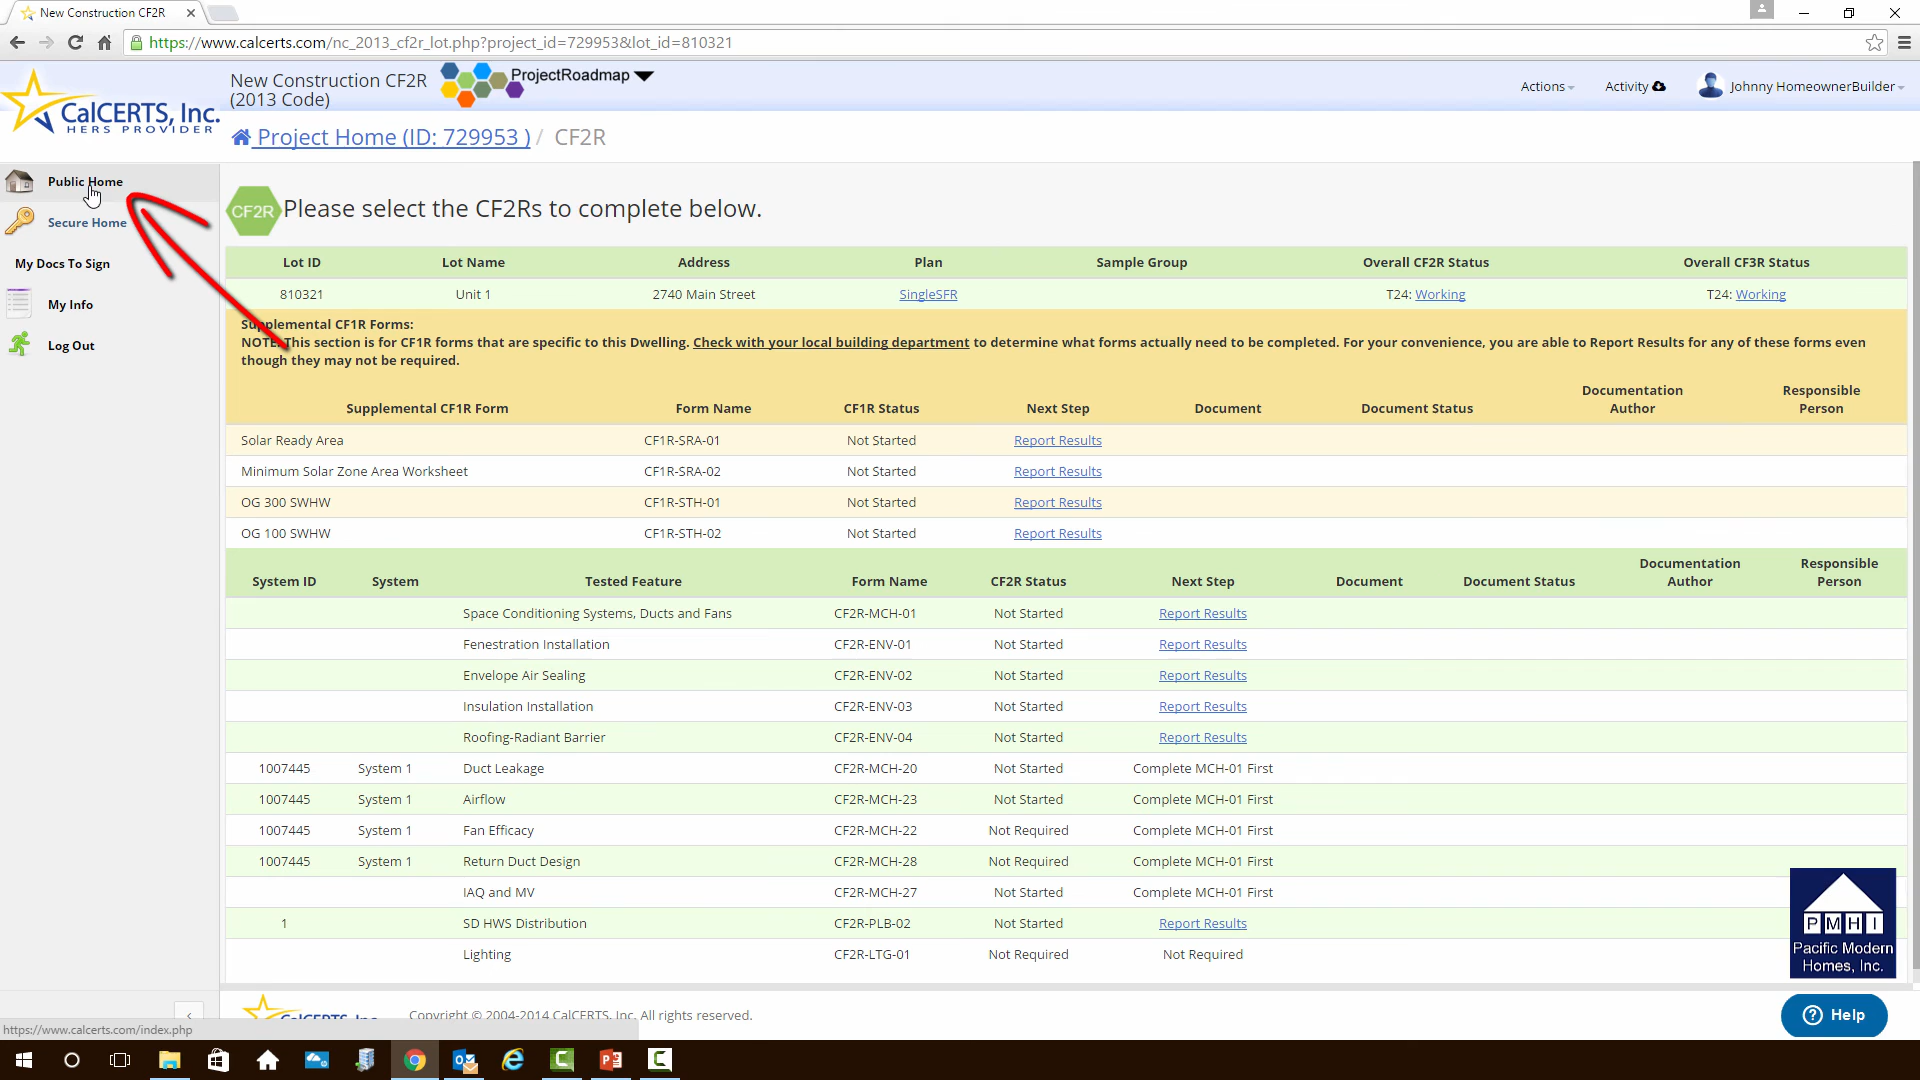 New Construction CF2R
https://www.calcerts.com/nc_2013_cf2r_lot.php?project_id=729953&lot_id=810321
CalCERTS, Inc.
HERS PROVIDER
New Construction CF2R
(2013 Code)
ProjectRoadmap
Actions
Activity
Johnny HomeownerBuilder
Project Home (ID: 729953 ) / CF2R
Public Home
Secure Home
My Docs To Sign
My Info
Log Out
CF2R
Please select the CF2Rs to complete below.
Lot ID Lot Name Address Plan Sample Group Overall CF2R Status Overall CF3R Status
810321 Unit 1 2740 Main Street SingleSFR T24: Working T24: Working
Supplemental CF1R Forms:
NOTE: This section is for CF1R forms that are specific to this Dwelling. Check with your local building department to determine what forms actually need to be completed. For your convenience, you are able to Report Results for any of these forms even
though they may not be required.
Supplemental CF1R Form Form Name CF1R Status Next Step Document Document Status Documentation Author Responsible Person
Solar Ready Area CF1R-SRA-01 Not Started Report Results
Minimum Solar Zone Area Worksheet CF1R-SRA-02 Not Started Report Results
OG 300 SWHW CF1R-STH-01 Not Started Report Results
OG 100 SWHW CF1R-STH-02 Not Started Report Results
System ID System Tested Feature Form Name CF2R Status Next Step Document Document Status Documentation Author Responsible Person
Space Conditioning Systems, Ducts and Fans CF2R-MCH-01 Not Started Report Results
Fenestration Installation CF2R-ENV-01 Not Started Report Results
Envelope Air Sealing CF2R-ENV-02 Not Started Report Results
Insulation Installation CF2R-ENV-03 Not Started Report Results
Roofing-Radiant Barrier CF2R-ENV-04 Not Started Report Results
1007445 System 1 Duct Leakage CF2R-MCH-20 Not Started Complete MCH-01 First
1007445 System 1 Airflow CF2R-MCH-23 Not Started Complete MCH-01 First
1007445 System 1 Fan Efficacy CF2R-MCH-22 Not Required Complete MCH-01 First
1007445 System 1 Return Duct Design CF2R-MCH-28 Not Required Complete MCH-01 First
IAQ and MV CF2R-MCH-27 Not Started Complete MCH-01 First
1 SD HWS Distribution CF2R-PLB-02 Not Started Report Results
Lighting CF2R-LTG-01 Not Required Not Required
PMHI
Pacific Modern
Homes, Inc.
CalCERTS, Inc.
Copyright © 2004-2014 CalCERTS, Inc. All rights reserved.
Help
https://www.calcerts.com/index.php